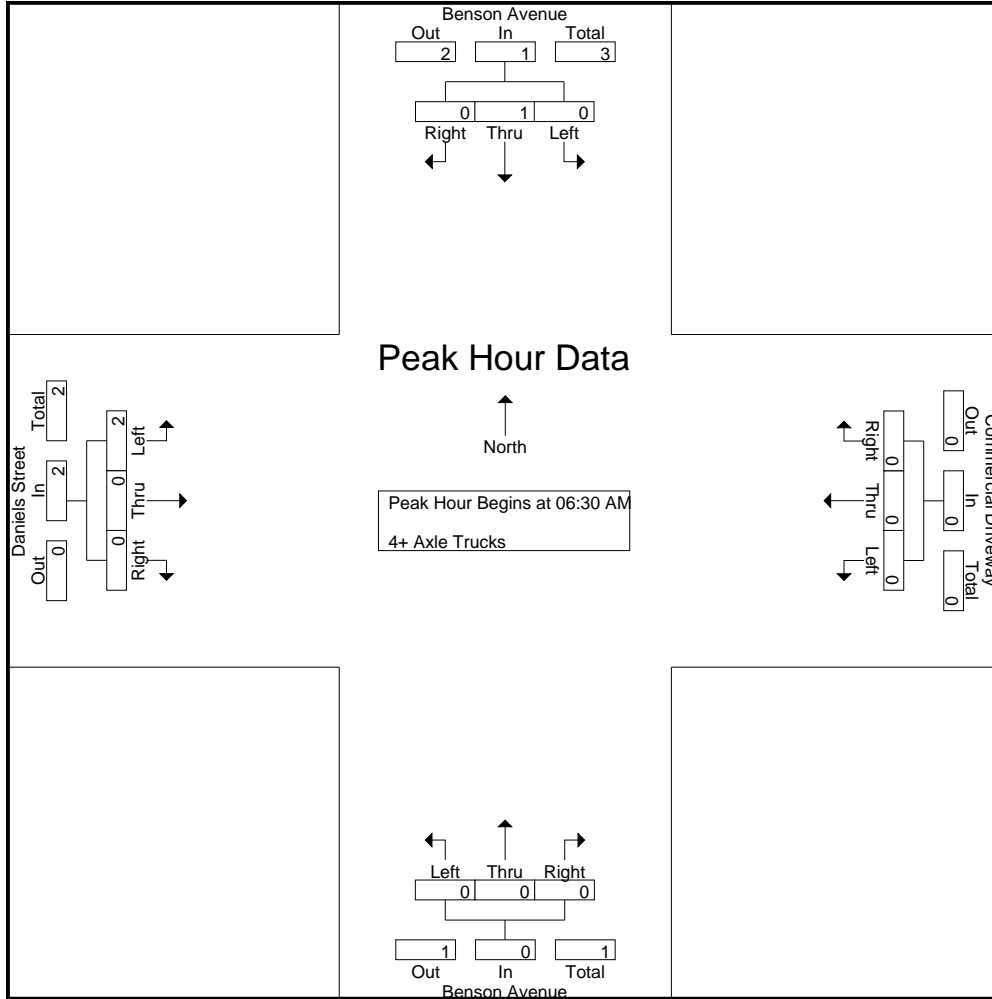 Benson Avenue
Out In Total
2 1 3
0 1 0
Right Thru Left
Peak Hour Data
North
Peak Hour Begins at 06:30 AM
4+ Axle Trucks
Daniels Street
Out In Total
0 2 2
Right Thru Left
0 0 2
Commercial Driveway
Out In Total
0 0 0
Right Thru Left
0 0 0
Left Thru Right
0 0 0
1 0 1
Out In Total
Benson Avenue